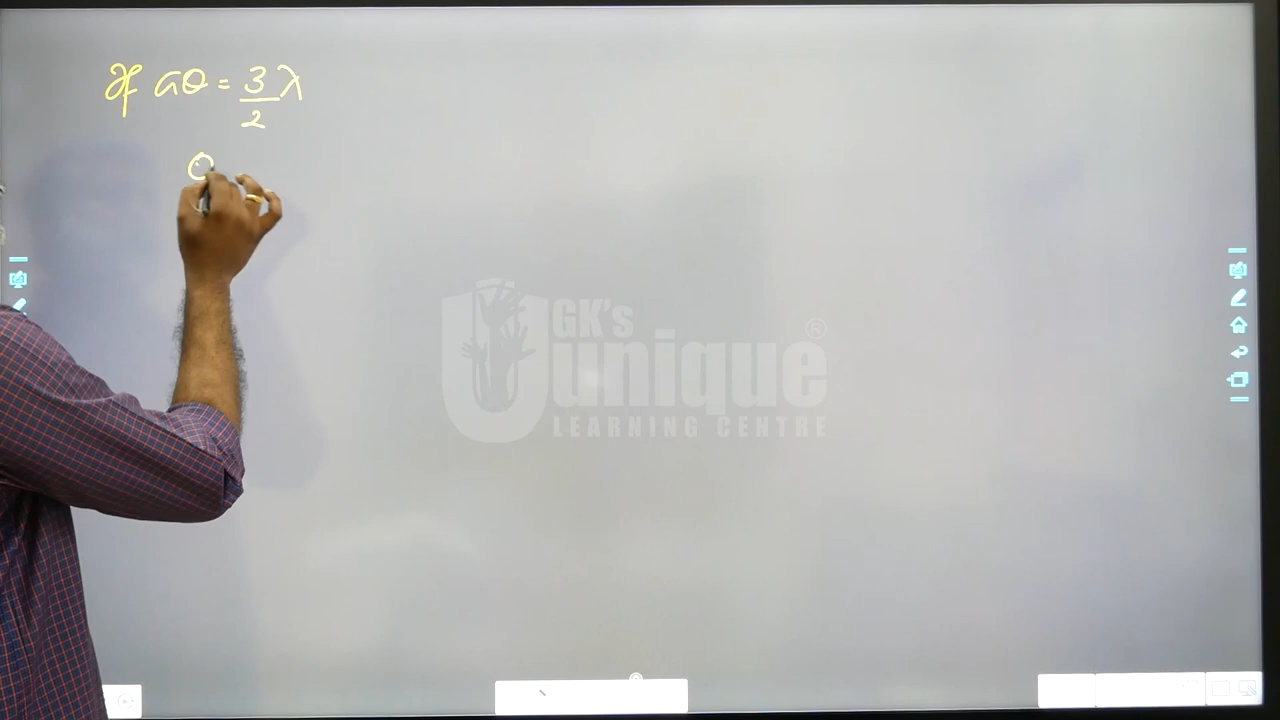 If aθ = 3/2 λ
θ
GK's
unique ®
LEARNING CENTRE